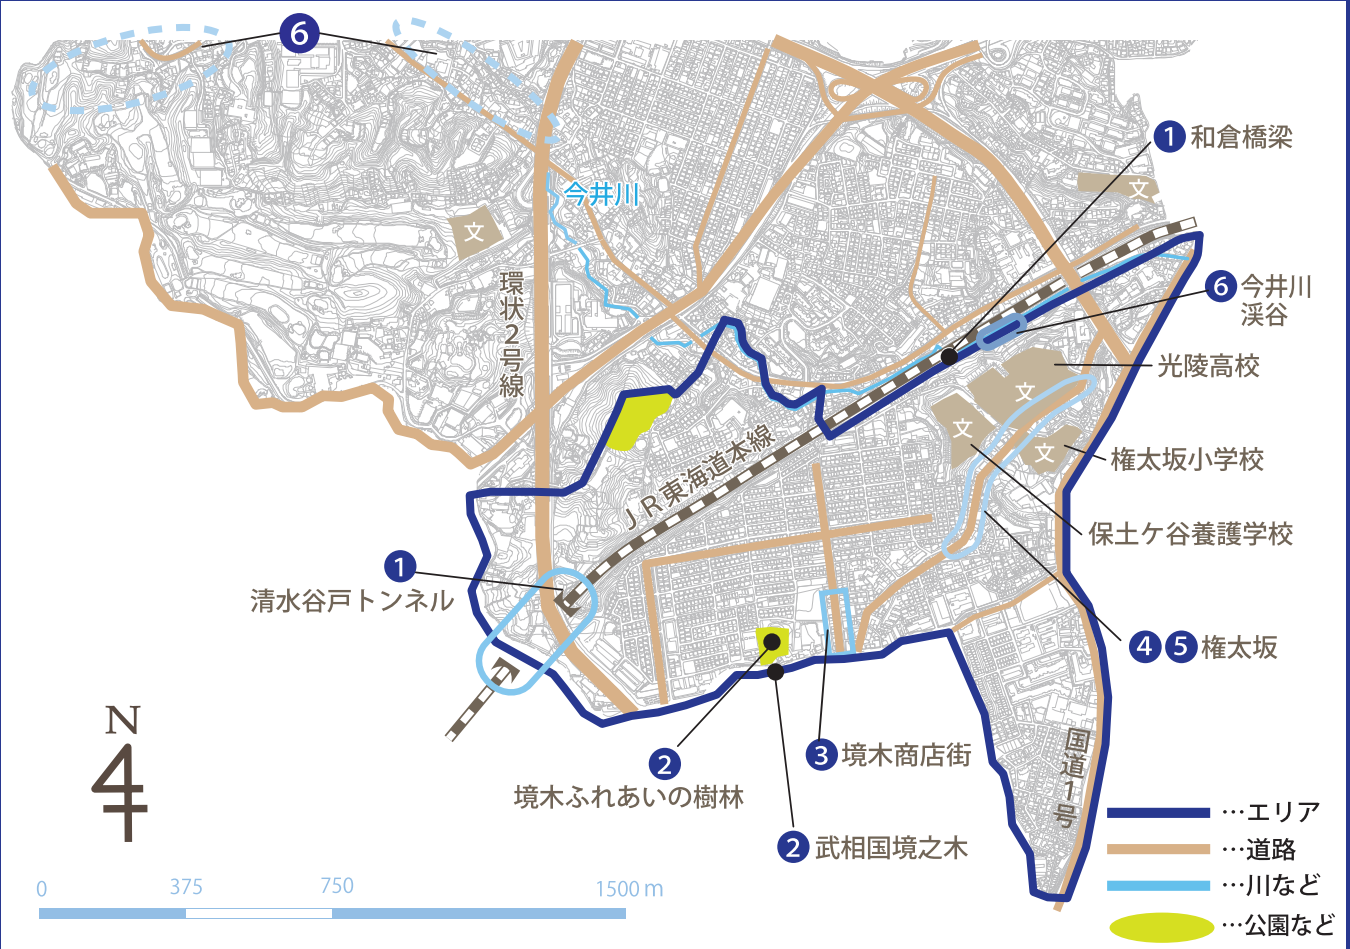 6
1 和倉橋梁
文
今井川
文
環状2号線
6 今井川
渓谷
光陵高校
文
文
文
権太坂小学校
JR東海道本線
保土ケ谷養護学校
1
清水谷戸トンネル
4 5 権太坂
N
3 境木商店街
国道1号
2
境木ふれあいの樹林
2 武相国境之木
…エリア
…道路
…川など
…公園など
0 375 750 1500 m